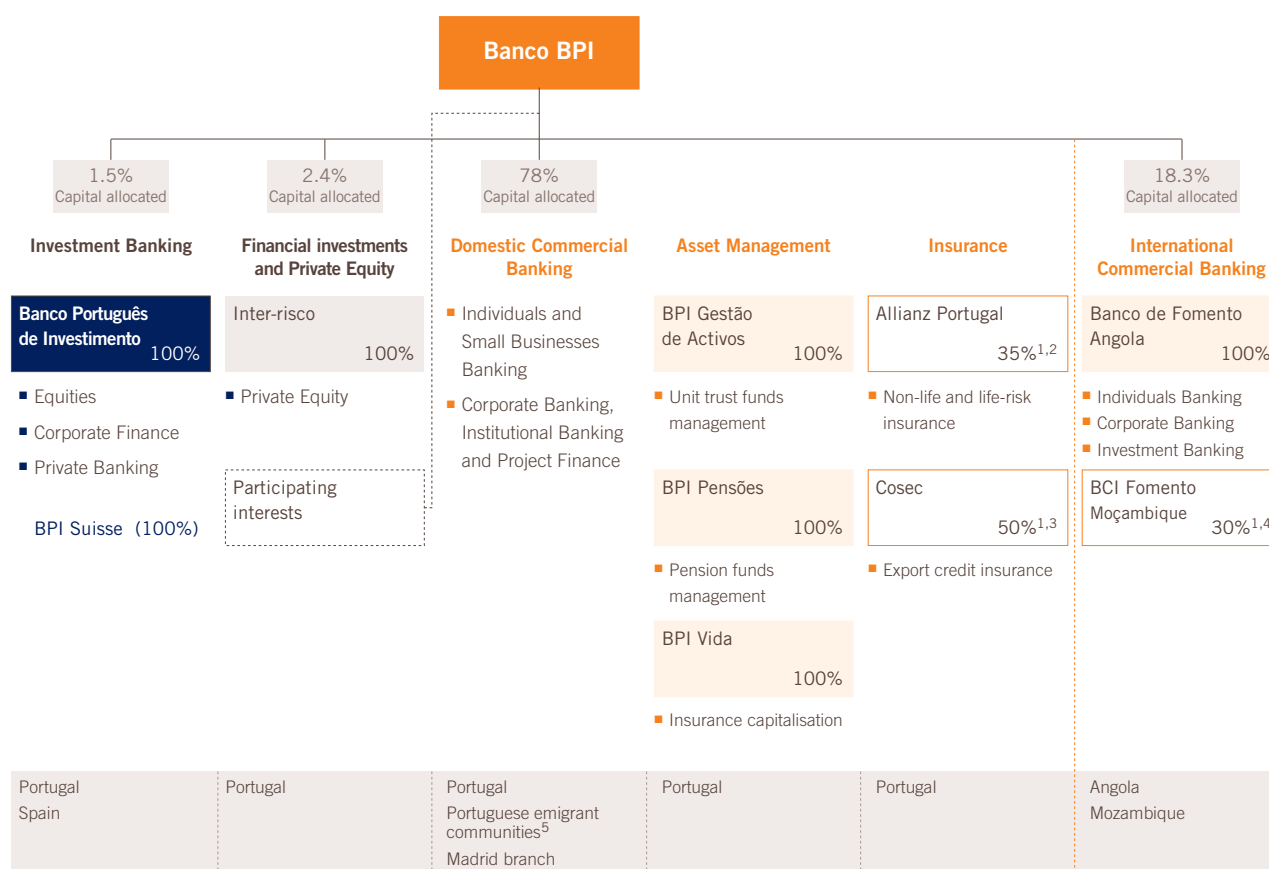 Banco BPI
1.5%
Capital allocated
2.4%
Capital allocated
78%
Capital allocated
18.3%
Capital allocated
Investment Banking
Banco Português
de Investimento
100%
■ Equities
■ Corporate Finance
■ Private Banking
BPI Suisse (100%)
Financial investments
and Private Equity
Inter-risco
100%
■ Private Equity
Participating
interests
Domestic Commercial
Banking
■ Individuals and
Small Businesses
Banking
■ Corporate Banking,
Institutional Banking
and Project Finance
Asset Management
BPI Gestão
de Activos
100%
■ Unit trust funds
management
BPI Pensões
100%
■ Pension funds
management
BPI Vida
100%
■ Insurance capitalisation
Insurance
Allianz Portugal
35%1,2
■ Non-life and life-risk
insurance
Cosec
50%1,3
■ Export credit insurance
International
Commercial Banking
Banco de Fomento
Angola
100%
■ Individuals Banking
■ Corporate Banking
■ Investment Banking
BCI Fomento
Moçambique
30%1,4
Portugal
Spain
Portugal
Portugal
Portuguese emigrant
communities5
Madrid branch
Portugal
Portugal
Angola
Mozambique